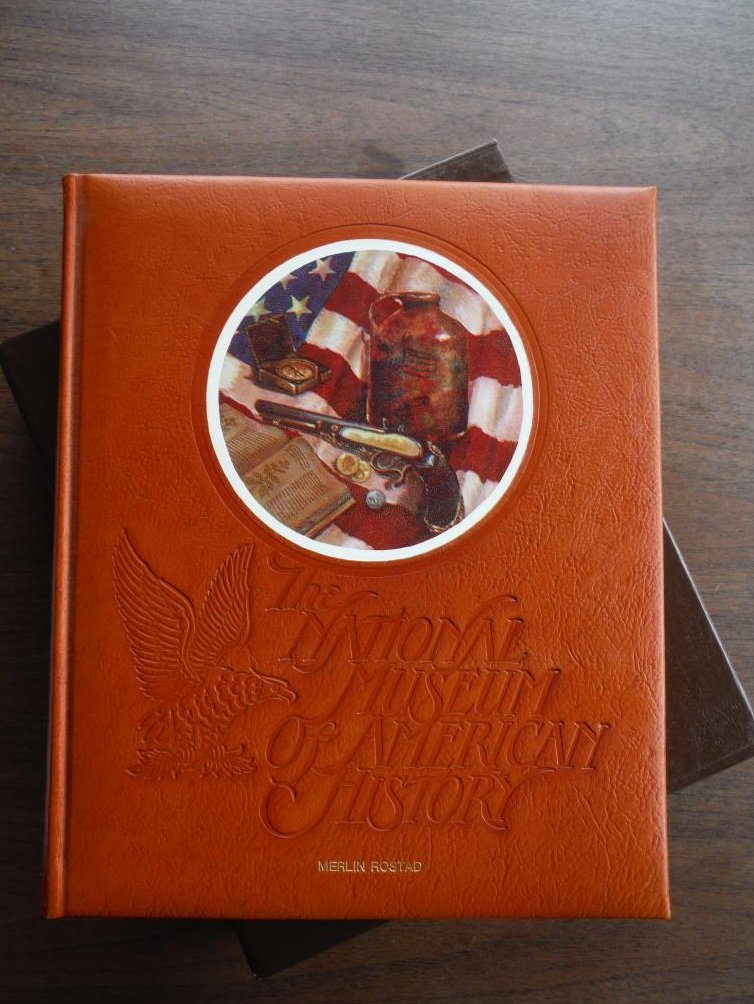 The
NATIONAL
MUSEUM
OF AMERICAN
HISTORY
MERLIN ROSTAD